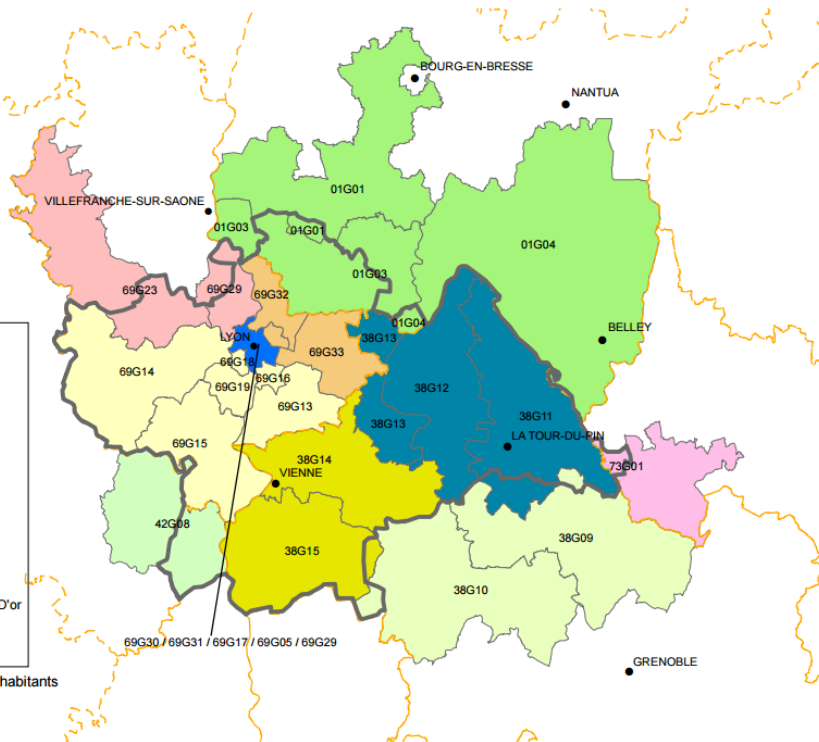 BOURG-EN-BRESSE
NANTUA
01G01
VILLEFRANCHE-SUR-SAONE
01G03
01G01
01G04
01G03
69G23
69G29
69G32
01G04
BELLEY
LYON
38G13
69G33
69G18
69G14
69G16
69G19
38G12
69G13
38G11
38G13
LA TOUR-DU-PIN
69G15
38G14
73G01
VIENNE
42G08
38G09
38G15
38G10
D'or
69G30 / 69G31 / 69G17 / 69G05 / 69G29
GRENOBLE
habitants